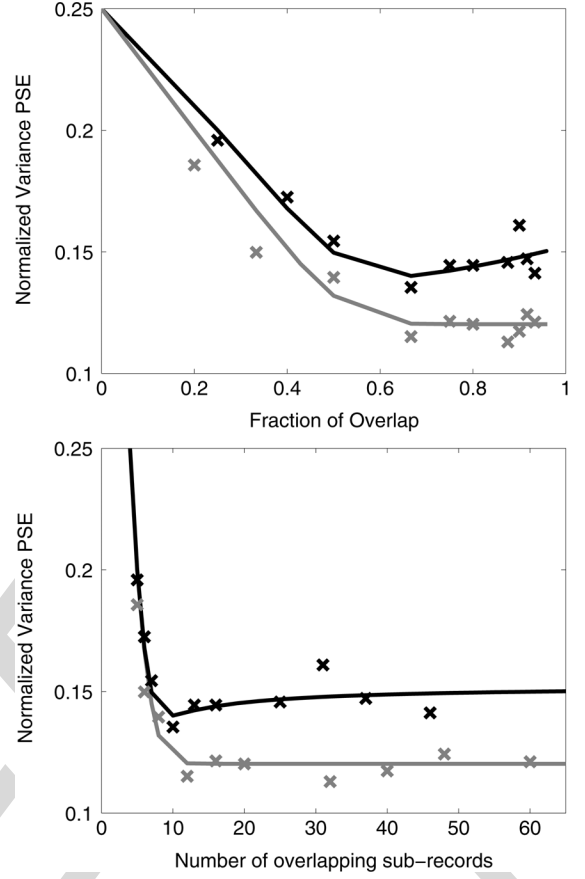 0.25
0.2
0.15
0.1
Normalized Variance PSE
0 0.2 0.4 0.6 0.8 1
Fraction of Overlap
0.25
0.2
0.15
0.1
Normalized Variance PSE
0 10 20 30 40 50 60
Number of overlapping sub−records